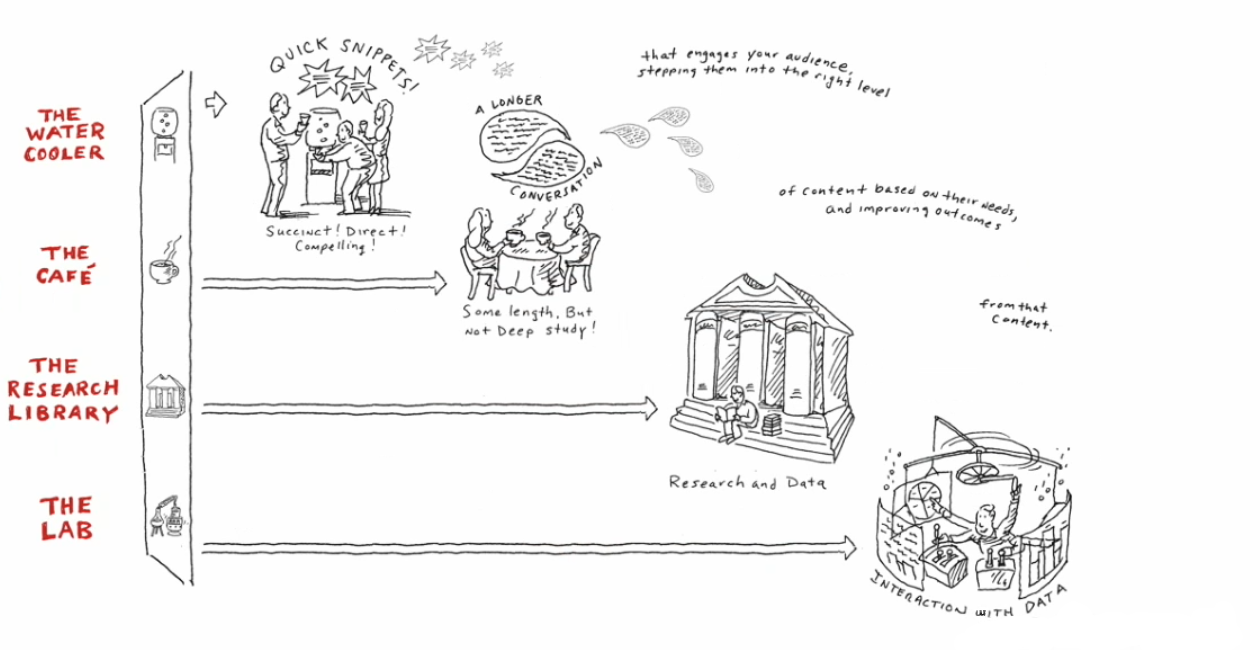 THE
WATER
COOLER
QUICK SNIPPETS!
Succinct! Direct!
Compelling!
that engages your audience,
stepping them into the right level
A LONGER
CONVERSATION
of content based on their needs,
and improving outcomes
THE
CAFÉ
Some length, But
Not Deep study!
from that
content.
THE
RESEARCH
LIBRARY
Research and Data
THE
LAB
INTERACTION WITH DATA